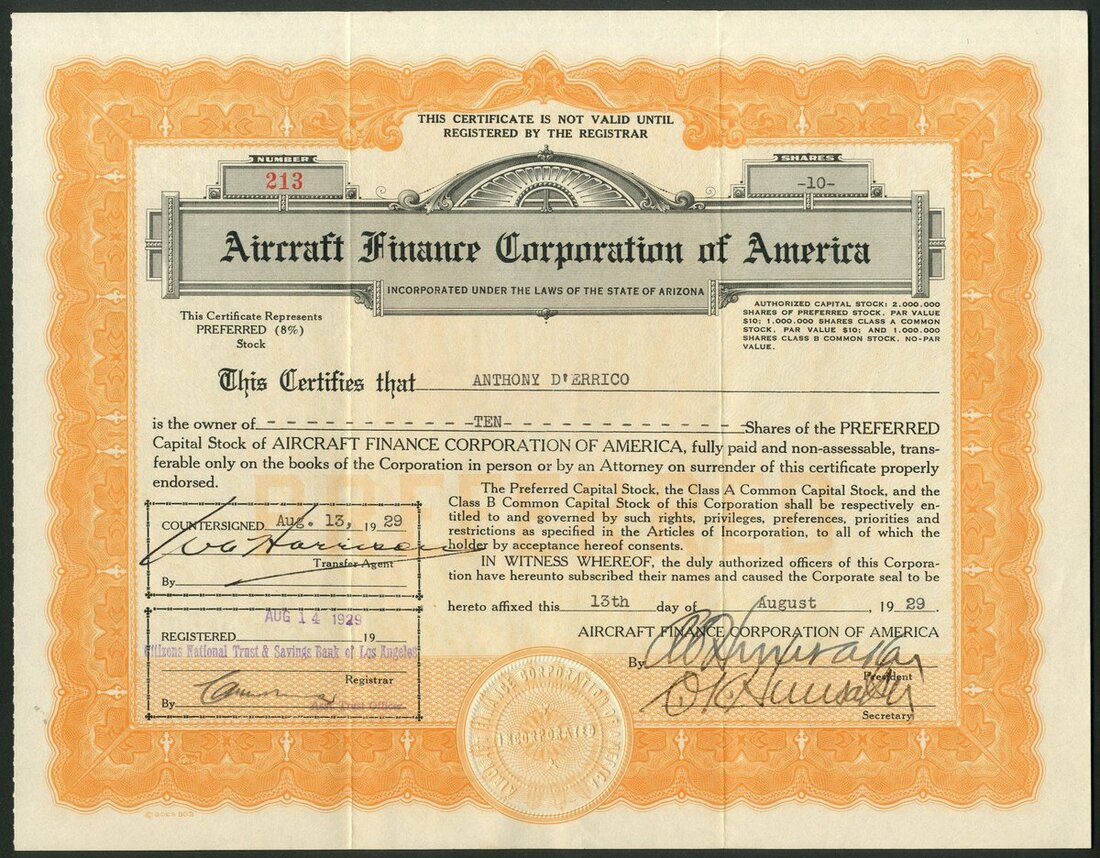 THIS CERTIFICATE IS NOT VALID UNTIL
REGISTERED BY THE REGISTRAR
NUMBER
213
SHARES
-10-
Aircraft Finance Corporation of America
INCORPORATED UNDER THE LAWS OF THE STATE OF ARIZONA
This Certificate Represents
PREFERRED (8%)
Stock
AUTHORIZED CAPITAL STOCK: 2,000,000
SHARES OF PREFERRED STOCK, PAR VALUE
$10; 1,000,000 SHARES CLASS A COMMON
STOCK, PAR VALUE $10; AND 1,000,000
SHARES CLASS B COMMON STOCK, NO-PAR
VALUE.
This Certifies that ANTHONY D'ERRICO
is the owner of - - - - - - - - - - - -TEN- - - - - - - - - - - - - - Shares of the PREFERRED
Capital Stock of AIRCRAFT FINANCE CORPORATION OF AMERICA, fully paid and non-assessable, trans-
ferable only on the books of the Corporation in person or by an Attorney on surrender of this certificate properly
endorsed.
The Preferred Capital Stock, the Class A Common Capital Stock, and the
Class B Common Capital Stock of this Corporation shall be respectively en-
titled to and governed by such rights, privileges, preferences, priorities and
restrictions as specified in the Articles of Incorporation, to all of which the
holder by acceptance hereof consents.
IN WITNESS WHEREOF, the duly authorized officers of this Corpora-
tion have hereunto subscribed their names and caused the Corporate seal to be
hereto affixed this 13th day of August, 1929.
AIRCRAFT FINANCE CORPORATION OF AMERICA
By
President
Secretary
COUNTERSIGNED Aug. 13, 1929
Harrison
Transfer Agent
By
AUG 14 1929
REGISTERED 19
Citizens National Trust & Savings Bank of Los Angeles
Registrar
By
Asst Trust Officer
AIRCRAFT FINANCE CORPORATION OF AMERICA
INCORPORATED
© GOES